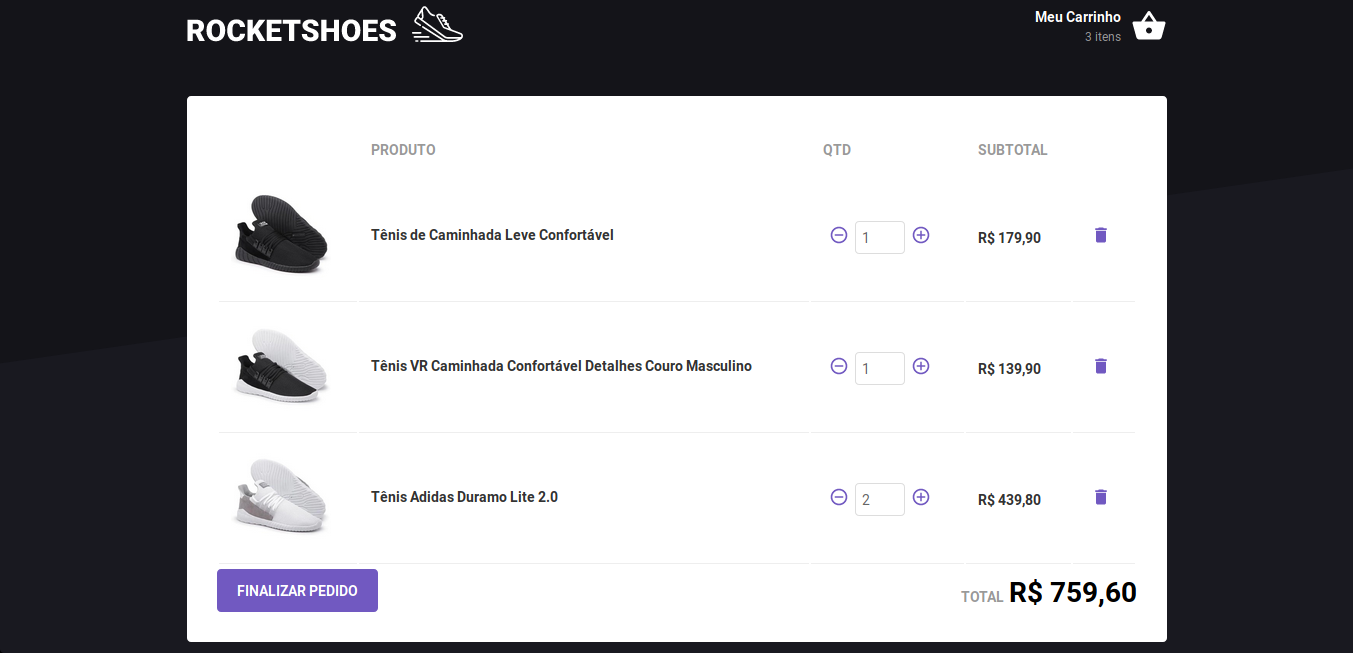 ROCKETSHOES
Meu Carrinho
3 itens
PRODUTO QTD SUBTOTAL
Tênis de Caminhada Leve Confortável 1 R$ 179,90
Tênis VR Caminhada Confortável Detalhes Couro Masculino 1 R$ 139,90
Tênis Adidas Duramo Lite 2.0 2 R$ 439,80
FINALIZAR PEDIDO TOTAL R$ 759,60